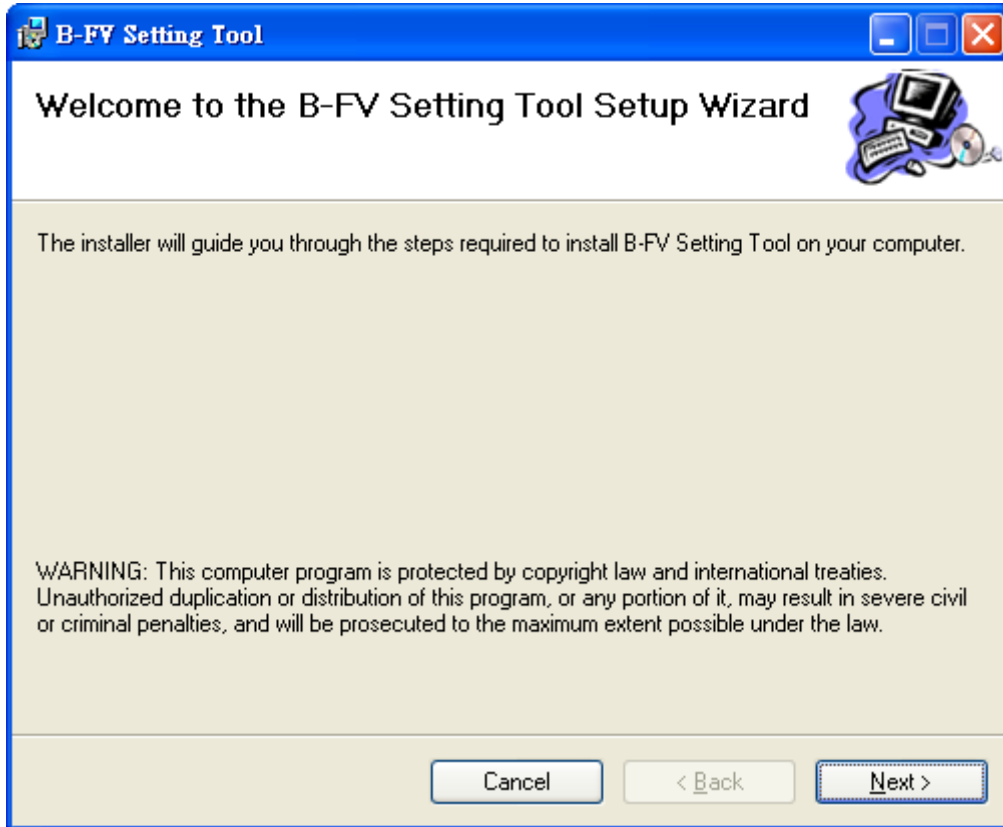 B-FV Setting Tool
Welcome to the B-FV Setting Tool Setup Wizard
The installer will guide you through the steps required to install B-FV Setting Tool on your computer.
WARNING: This computer program is protected by copyright law and international treaties.
Unauthorized duplication or distribution of this program, or any portion of it, may result in severe civil
or criminal penalties, and will be prosecuted to the maximum extent possible under the law.
Cancel
< Back
Next >